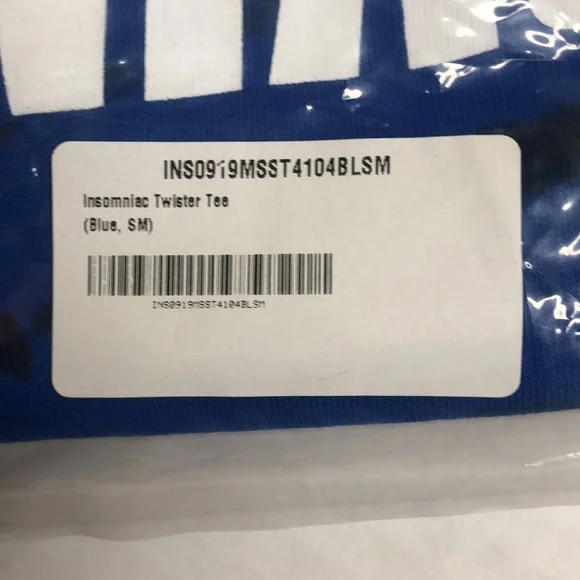 INS0919MSST4104BLSM
Insomniac Twister Tee
(Blue, SM)
INS0919MSST4104BLSM